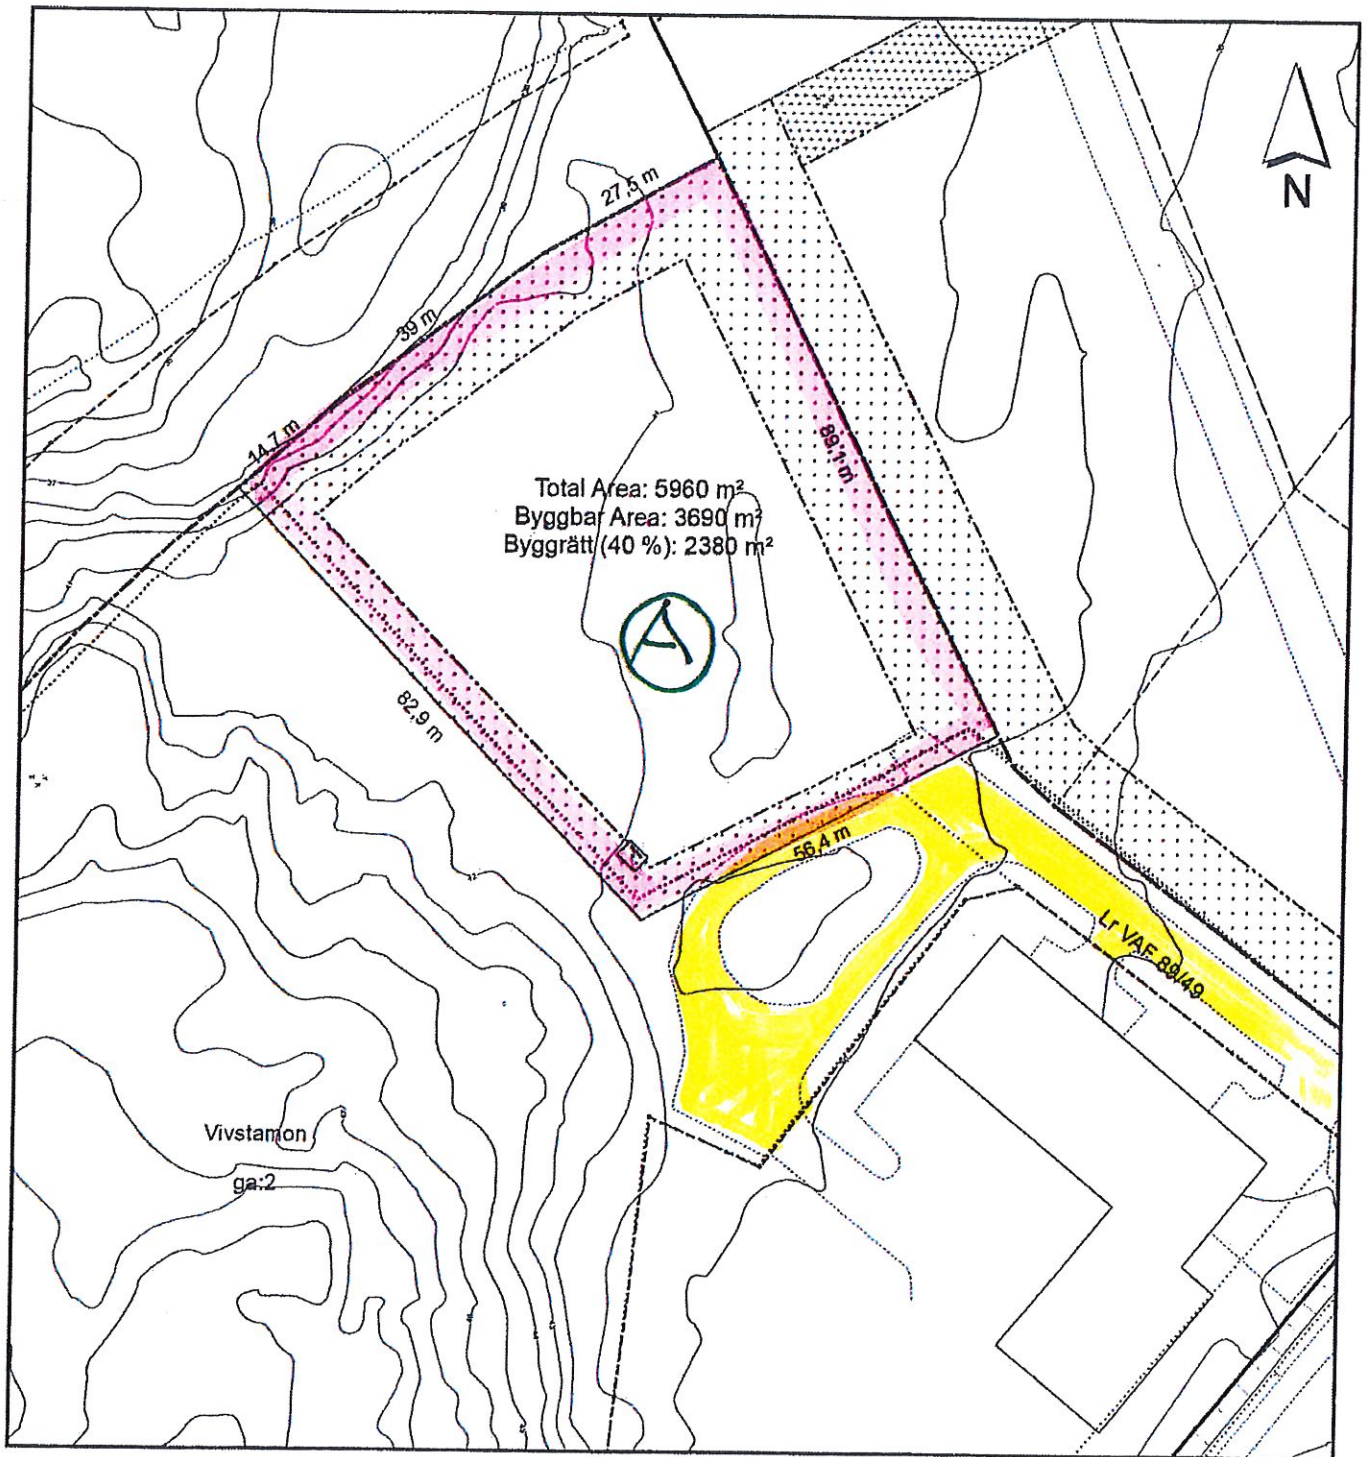 N
27,5 m
39 m
14,7 m
89,1 m
Total Area: 5960 m²
Byggbar Area: 3690 m²
Byggrätt (40 %): 2380 m²
A
82,9 m
56,4 m
Lr VAF 89/49
Vivstamon
ga:2